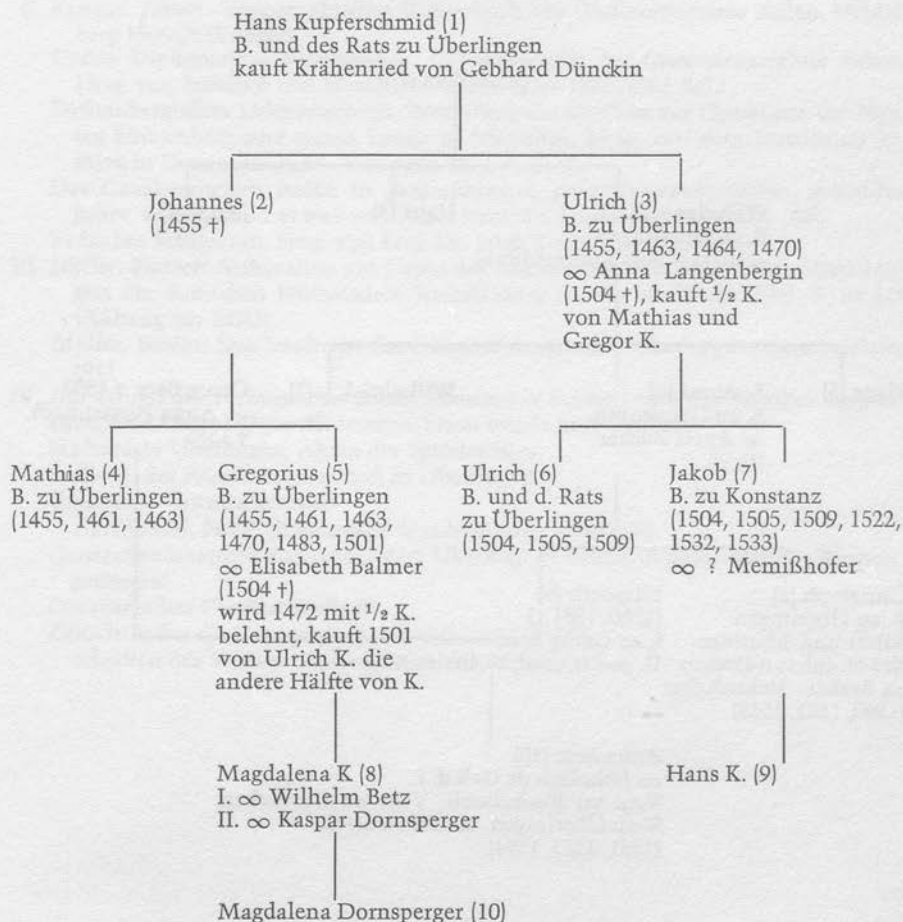 Hans Kupferschmid (1)
B. und des Rats zu Überlingen
kauft Krähenried von Gebhard Dünckin
Johannes (2)
(1455 †)
Ulrich (3)
B. zu Überlingen
(1455, 1463, 1464, 1470)
∞ Anna Langenbergin
(1504 †), kauft ½ K.
von Mathias und
Gregor K.
Mathias (4)
B. zu Überlingen
(1455, 1461, 1463)
Gregorius (5)
B. zu Überlingen
(1455, 1461, 1463,
1470, 1483, 1501)
∞ Elisabeth Balmer
(1504 †)
wird 1472 mit ½ K.
belehnt, kauft 1501
von Ulrich K. die
andere Hälfte von K.
Ulrich (6)
B. und d. Rats
zu Überlingen
(1504, 1505, 1509)
Jakob (7)
B. zu Konstanz
(1504, 1505, 1509, 1522,
1532, 1533)
∞ ? Memißhofer
Magdalena K (8)
I. ∞ Wilhelm Betz
II. ∞ Kaspar Dornsperger
Hans K. (9)
Magdalena Dornsperger (10)